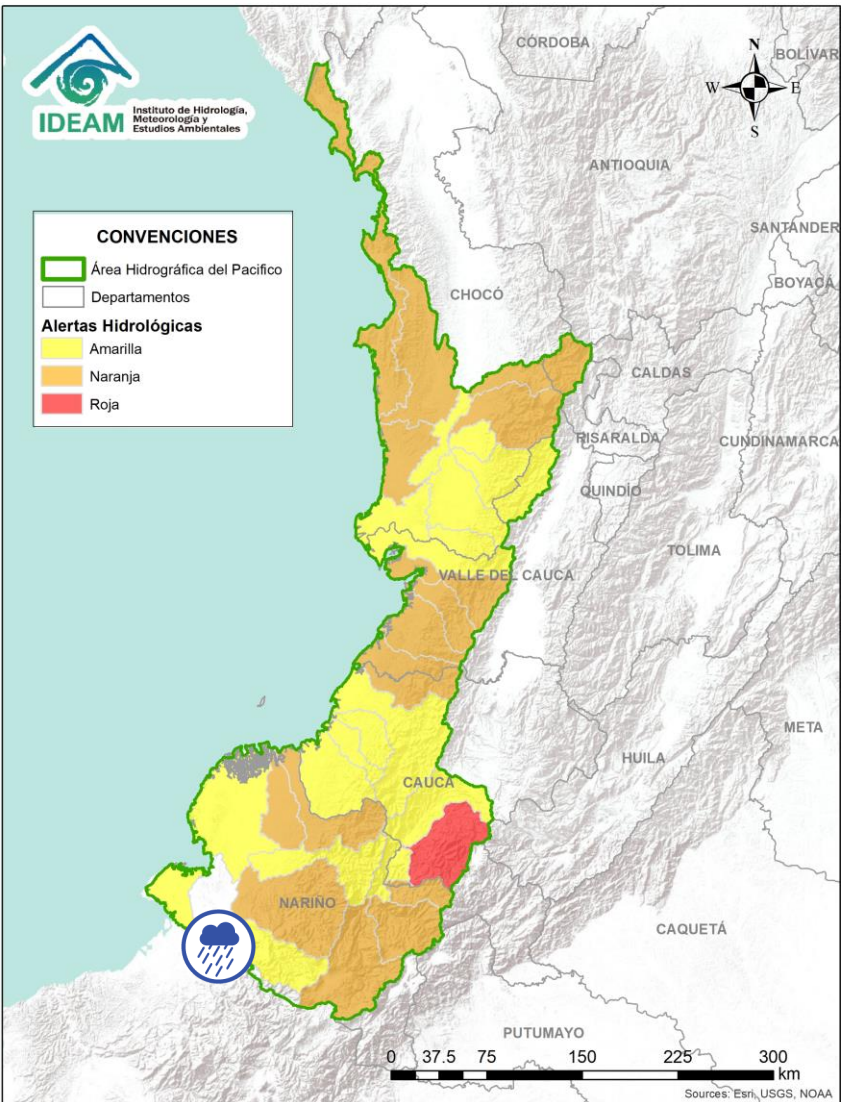 IDEAM
Instituto de Hidrología,
Meteorología y
Estudios Ambientales
N
W
E
S
CÓRDOBA
BOLÍVAR
ANTIOQUIA
SANTANDER
BOYACÁ
CONVENCIONES
Área Hidrográfica del Pacifico
Departamentos
Alertas Hidrológicas
Amarilla
Naranja
Roja
CHOCÓ
CALDAS
RISARALDA
CUNDINAMARCA
QUINDÍO
TOLIMA
VALLE DEL CAUCA
META
HUILA
CAUCA
NARIÑO
CAQUETÁ
PUTUMAYO
0 37.5 75 150 225 300
km
Sources: Esri, USGS, NOAA